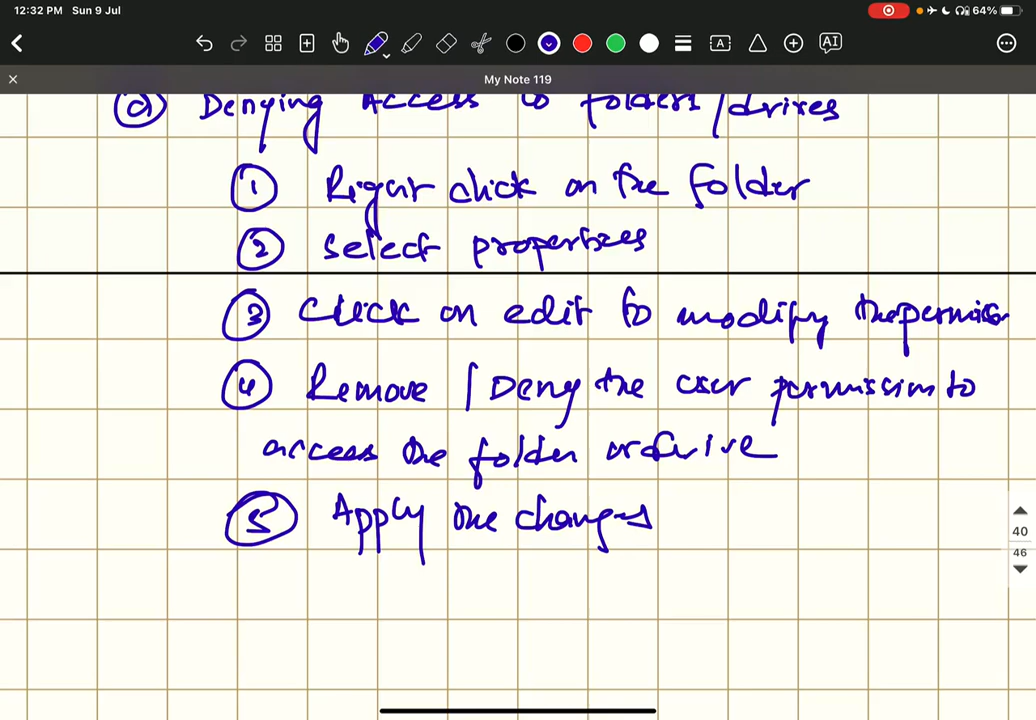 12:32 PM Sun 9 Jul
64%
A
AI
My Note 119
a Denying Access to folders/drives
1 Right click on the folder
2 Select properties
3 Click on edit to modify the
4 Remove / Deny the user permission to
access the folder or drive
5 Apply the changes
40
46